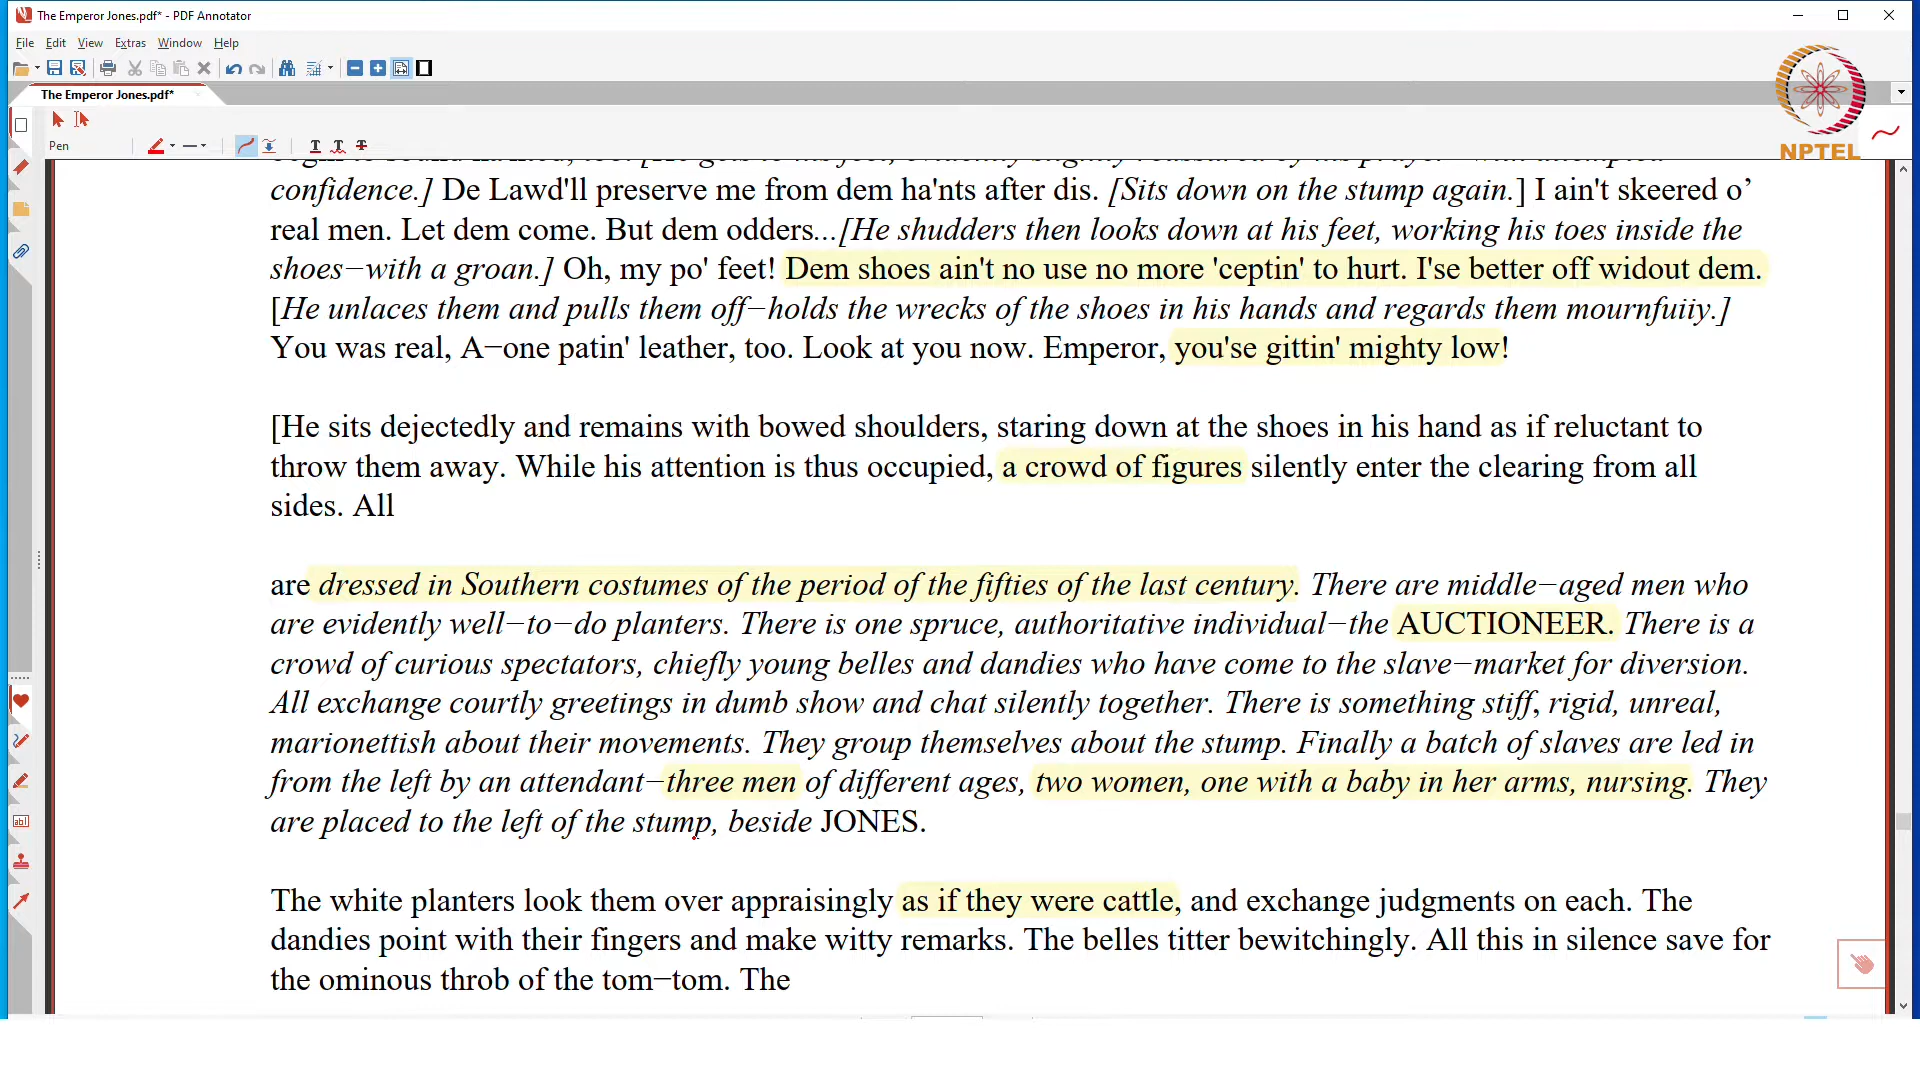 The Emperor Jones.pdf* - PDF Annotator
File Edit View Extras Window Help
The Emperor Jones.pdf*
Pen
NPTEL
confidence.] De Lawd'll preserve me from dem ha'nts after dis. [Sits down on the stump again.] I ain't skeered o’
real men. Let dem come. But dem odders...[He shudders then looks down at his feet, working his toes inside the
shoes−with a groan.] Oh, my po' feet! Dem shoes ain't no use no more 'ceptin' to hurt. I'se better off widout dem.
[He unlaces them and pulls them off−holds the wrecks of the shoes in his hands and regards them mournfuiiy.]
You was real, A−one patin' leather, too. Look at you now. Emperor, you'se gittin' mighty low!
[He sits dejectedly and remains with bowed shoulders, staring down at the shoes in his hand as if reluctant to
throw them away. While his attention is thus occupied, a crowd of figures silently enter the clearing from all
sides. All
are dressed in Southern costumes of the period of the fifties of the last century. There are middle−aged men who
are evidently well−to−do planters. There is one spruce, authoritative individual−the AUCTIONEER. There is a
crowd of curious spectators, chiefly young belles and dandies who have come to the slave−market for diversion.
All exchange courtly greetings in dumb show and chat silently together. There is something stiff, rigid, unreal,
marionettish about their movements. They group themselves about the stump. Finally a batch of slaves are led in
from the left by an attendant−three men of different ages, two women, one with a baby in her arms, nursing. They
are placed to the left of the stump, beside JONES.
The white planters look them over appraisingly as if they were cattle, and exchange judgments on each. The
dandies point with their fingers and make witty remarks. The belles titter bewitchingly. All this in silence save for
the ominous throb of the tom−tom. The